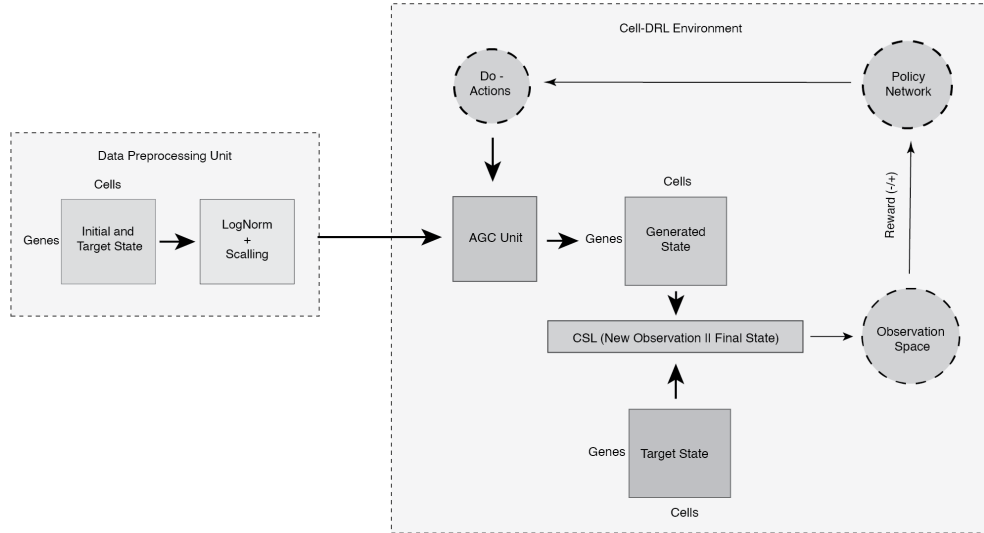 Cell-DRL Environment
Do -
Actions
Policy
Network
Data Preprocessing Unit
Cells
Genes
Initial and
Target State
LogNorm
+
Scalling
AGC Unit
Cells
Genes
Generated
State
Reward (-/+)
CSL (New Observation II Final State)
Observation
Space
Genes
Target State
Cells